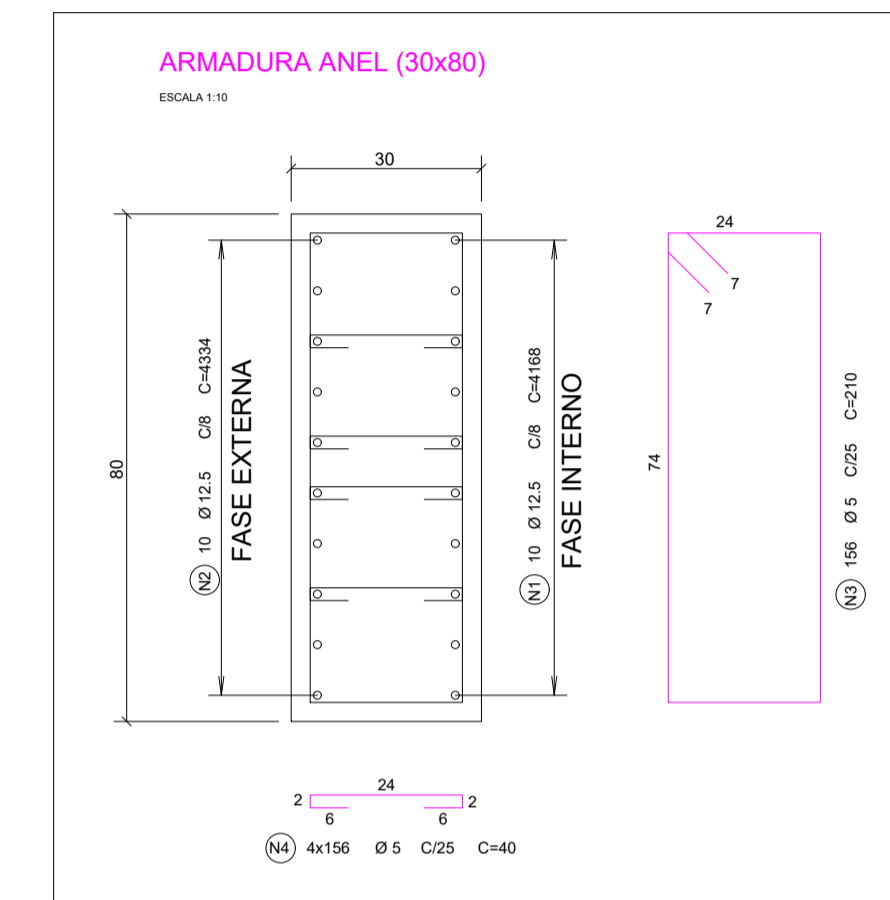 ARMADURA ANEL (30x80)
ESCALA 1:10
30
80
N2 10 Ø 12.5 C/8 C=4334
FASE EXTERNA
N1 10 Ø 12.5 C/8 C=4168
FASE INTERNO
24
7
7
74
N3 156 Ø 5 C/25 C=210
24
2
2
6
6
N4 4x156 Ø 5 C/25 C=40